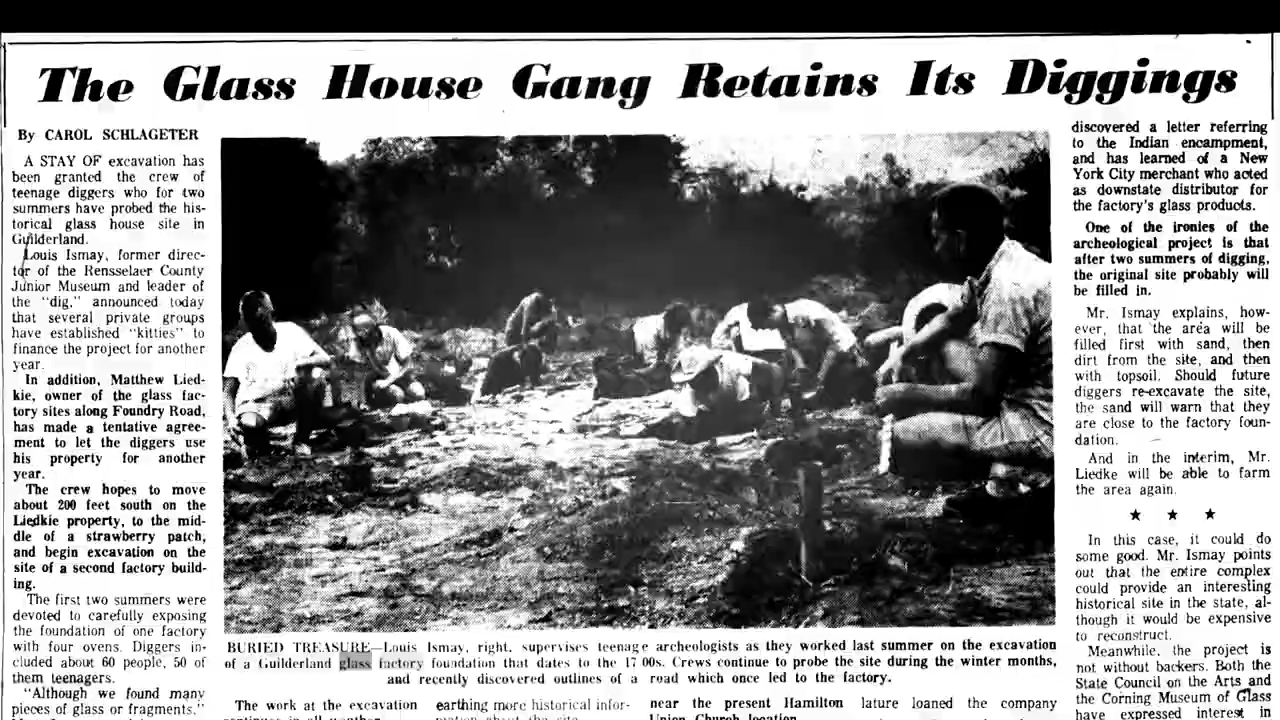 The Glass House Gang Retains Its Diggings
By CAROL SCHLAGETER
A STAY OF excavation has
been granted the crew of
teenage diggers who for two
summers have probed the his-
torical glass house site in
Guilderland.
Louis Ismay, former direc-
tor of the Rensselaer County
Junior Museum and leader of
the "dig," announced today
that several private groups
have established "kitties" to
finance the project for another
year.
In addition, Matthew Lied-
kie, owner of the glass fac-
tory sites along Foundry Road,
has made a tentative agree-
ment to let the diggers use
his property for another
year.
The crew hopes to move
about 200 feet south on the
Liedkie property, to the mid-
dle of a strawberry patch,
and begin excavation on the
site of a second factory build-
ing.
The first two summers were
devoted to carefully exposing
the foundation of one factory
with four ovens. Diggers in-
cluded about 60 people, 50 of
them teenagers.
"Although we found many
pieces of glass or fragments,"
BURIED TREASURE—Louis Ismay, right, supervises teenage archeologists as they worked last summer on the excavation
of a Guilderland glass factory foundation that dates to the 1700s. Crews continue to probe the site during the winter months,
and recently discovered outlines of a road which once led to the factory.
The work at the excavation
continues in all weather
earthing more historical infor-
mation about the site
near the present Hamilton
Union Church location.
lature loaned the company
discovered a letter referring
to the Indian encampment,
and has learned of a New
York City merchant who acted
as downstate distributor for
the factory's glass products.
One of the ironies of the
archeological project is that
after two summers of digging,
the original site probably will
be filled in.
Mr. Ismay explains, how-
ever, that the area will be
filled first with sand, then
dirt from the site, and then
with topsoil. Should future
diggers re-excavate the site,
the sand will warn that they
are close to the factory foun-
dation.
And in the interim, Mr.
Liedke will be able to farm
the area again.
★ ★ ★
In this case, it could do
some good. Mr. Ismay points
out that the entire complex
could provide an interesting
historical site in the state, al-
though it would be expensive
to reconstruct.
Meanwhile, the project is
not without backers. Both the
State Council on the Arts and
the Corning Museum of Glass
have expressed interest in